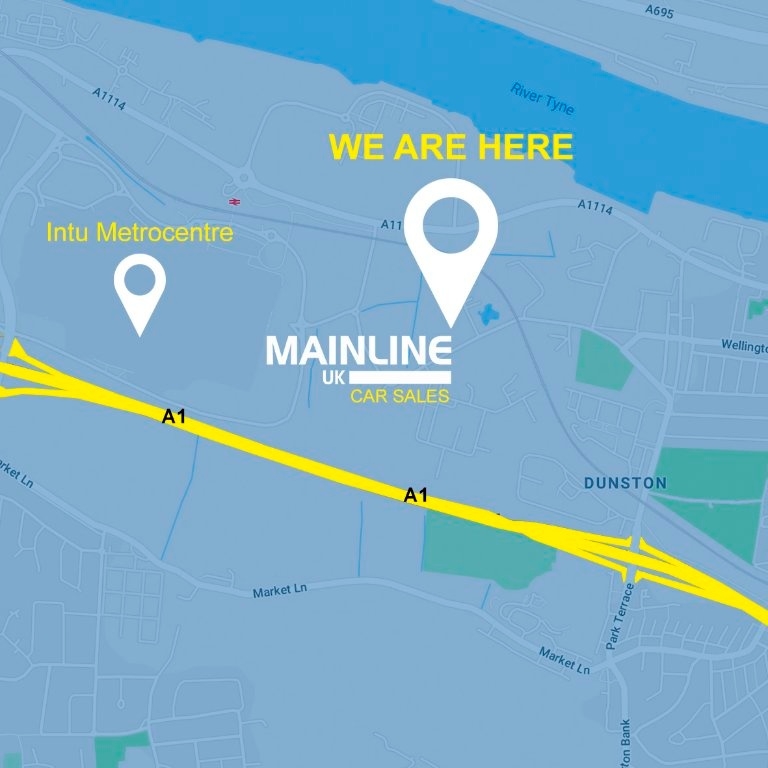 A695
A1114
River Tyne
WE ARE HERE
A1114
Intu Metrocentre
A11
MAINLINE
UK
CAR SALES
Wellingto
A1
A1
DUNSTON
arket Ln
Market Ln
Park Terrace
Market Ln
ton Bank